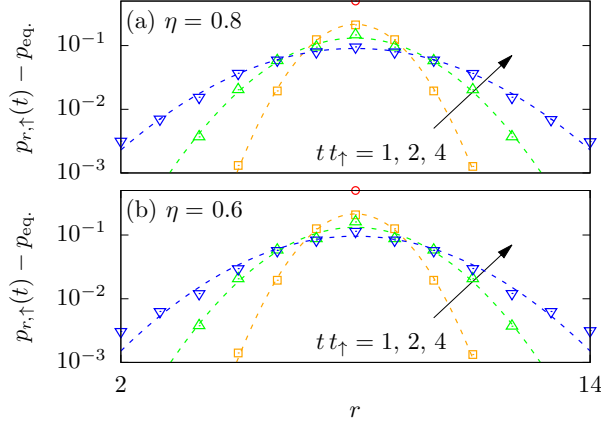 (a) η = 0.8
10⁻¹
10⁻²
10⁻³
p_{r,↑}(t) − p_{eq.}
t t_↑ = 1, 2, 4
(b) η = 0.6
10⁻¹
10⁻²
10⁻³
p_{r,↑}(t) − p_{eq.}
t t_↑ = 1, 2, 4
2
14
r